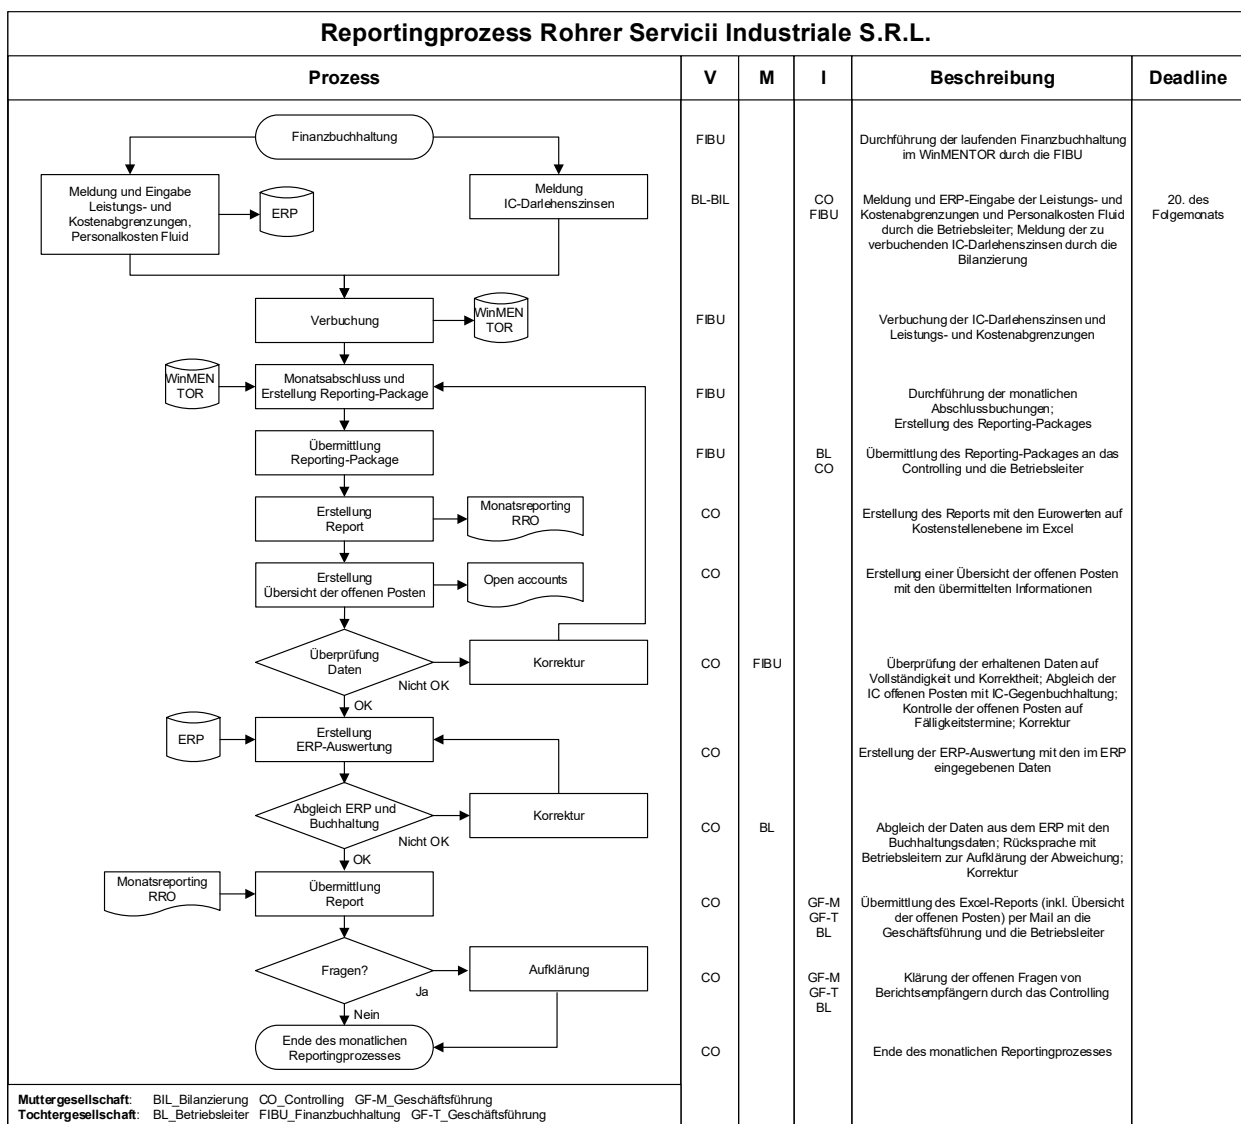 Reportingprozess Rohrer Servicii Industriale S.R.L.
Prozess
V
M
I
Beschreibung
Deadline
Finanzbuchhaltung
FIBU
Durchführung der laufenden Finanzbuchhaltung
im WinMENTOR durch die FIBU
Meldung und Eingabe
Leistungs- und
Kostenabgrenzungen,
Personalkosten Fluid
ERP
Meldung
IC-Darlehenszinsen
BL-BIL
CO
FIBU
Meldung und ERP-Eingabe der Leistungs- und
Kostenabgrenzungen und Personalkosten Fluid
durch die Betriebsleiter; Meldung der zu
verbuchenden IC-Darlehenszinsen durch die
Bilanzierung
20. des
Folgemonats
Verbuchung
WinMEN
TOR
FIBU
Verbuchung der IC-Darlehenszinsen und
Leistungs- und Kostenabgrenzungen
WinMEN
TOR
Monatsabschluss und
Erstellung Reporting-Package
FIBU
Durchführung der monatlichen
Abschlussbuchungen;
Erstellung des Reporting-Packages
Übermittlung
Reporting-Package
FIBU
BL
CO
Übermittlung des Reporting-Packages an das
Controlling und die Betriebsleiter
Erstellung
Report
Monatsreporting
RRO
CO
Erstellung des Reports mit den Eurowerten auf
Kostenstellenebene im Excel
Erstellung
Übersicht der offenen Posten
Open accounts
CO
Erstellung einer Übersicht der offenen Posten
mit den übermittelten Informationen
Überprüfung
Daten
Nicht OK
OK
Korrektur
CO
FIBU
Überprüfung der erhaltenen Daten auf
Vollständigkeit und Korrektheit; Abgleich der
IC offenen Posten mit IC-Gegenbuchhaltung;
Kontrolle der offenen Posten auf
Fälligkeitstermine; Korrektur
ERP
Erstellung
ERP-Auswertung
CO
Erstellung der ERP-Auswertung mit den im ERP
eingegebenen Daten
Abgleich ERP und
Buchhaltung
Nicht OK
OK
Korrektur
CO
BL
Abgleich der Daten aus dem ERP mit den
Buchhaltungsdaten; Rücksprache mit
Betriebsleitern zur Aufklärung der Abweichung;
Korrektur
Monatsreporting
RRO
Übermittlung
Report
CO
GF-M
GF-T
BL
Übermittlung des Excel-Reports (inkl. Übersicht
der offenen Posten) per Mail an die
Geschäftsführung und die Betriebsleiter
Fragen?
Ja
Nein
Aufklärung
CO
GF-M
GF-T
BL
Klärung der offenen Fragen von
Berichtsempfängern durch das Controlling
Ende des monatlichen
Reportingprozesses
CO
Ende des monatlichen Reportingprozesses
Muttergesellschaft: BIL_Bilanzierung CO_Controlling GF-M_Geschäftsführung
Tochtergesellschaft: BL_Betriebsleiter FIBU_Finanzbuchhaltung GF-T_Geschäftsführung